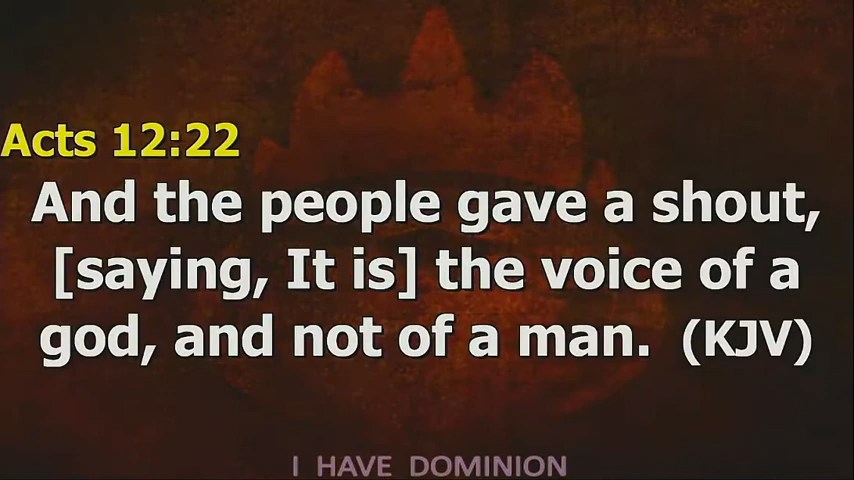 Acts 12:22
And the people gave a shout,
[saying, It is] the voice of a
god, and not of a man. (KJV)
I HAVE DOMINION